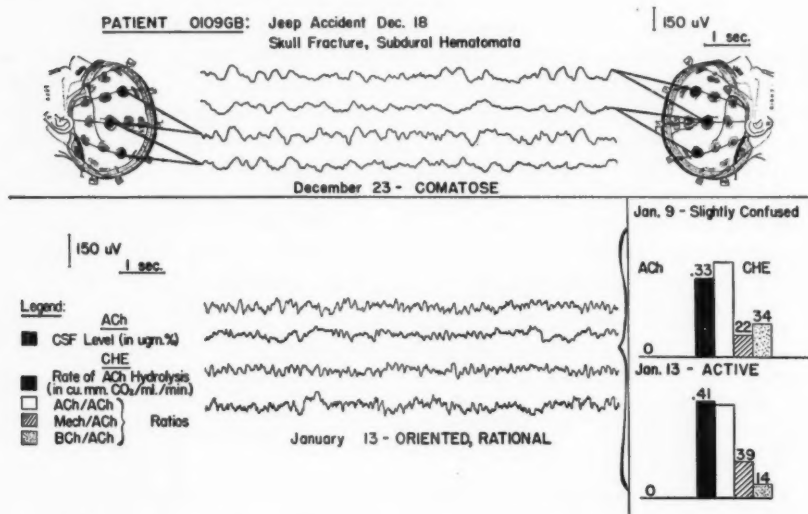 PATIENT 0109GB: Jeep Accident Dec. 18
Skull Fracture, Subdural Hematomata
150 uV
1 sec.
December 23 - COMATOSE
150 uV
1 sec.
Legend:
ACh
CSF Level (in ugm.%)
CHE
Rate of ACh Hydrolysis
(in cu. mm. CO₂/ml./min.)
ACh/ACh
Mech/ACh
BCh/ACh
Ratios
January 13 - ORIENTED, RATIONAL
Jan. 9 - Slightly Confused
ACh
CHE
.33
34
22
0
Jan. 13 - ACTIVE
.41
39
14
0